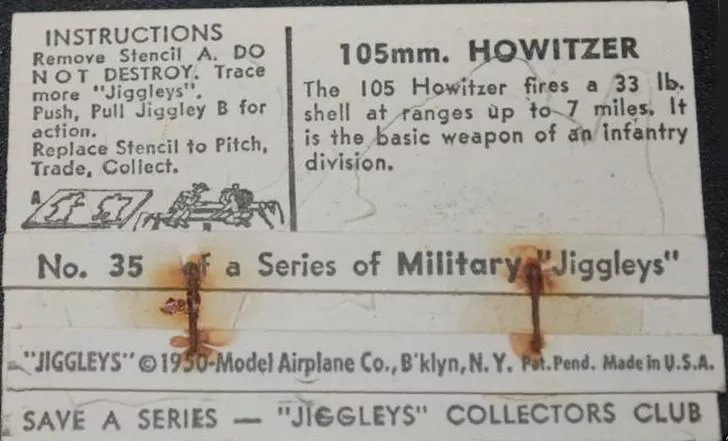 INSTRUCTIONS
Remove Stencil A. DO
NOT DESTROY. Trace
more "Jiggleys".
Push, Pull Jiggley B for
action.
Replace Stencil to Pitch,
Trade, Collect.
A
B
105mm. HOWITZER
The 105 Howitzer fires a 33 lb.
shell at ranges up to 7 miles. It
is the basic weapon of an infantry
division.
No. 35 of a Series of Military "Jiggleys"
"JIGGLEYS" © 1950-Model Airplane Co., B'klyn, N.Y. Pat. Pend. Made in U.S.A.
SAVE A SERIES — "JIGGLEYS" COLLECTORS CLUB